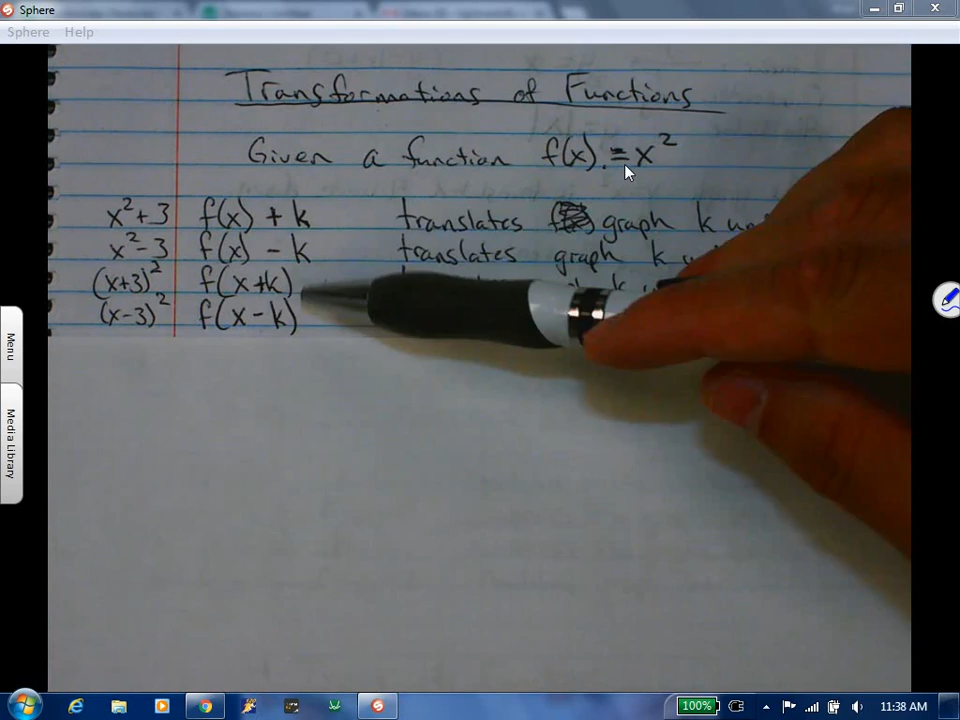 Sphere
Sphere Help
Transformations of Functions
Given a function f(x) = x²
x²+3 f(x) + k translates graph k
x²-3 f(x) - k translates graph k
(x+3)² f(x+k)
(x-3)² f(x-k)
Menu
Media Library
100%
11:38 AM